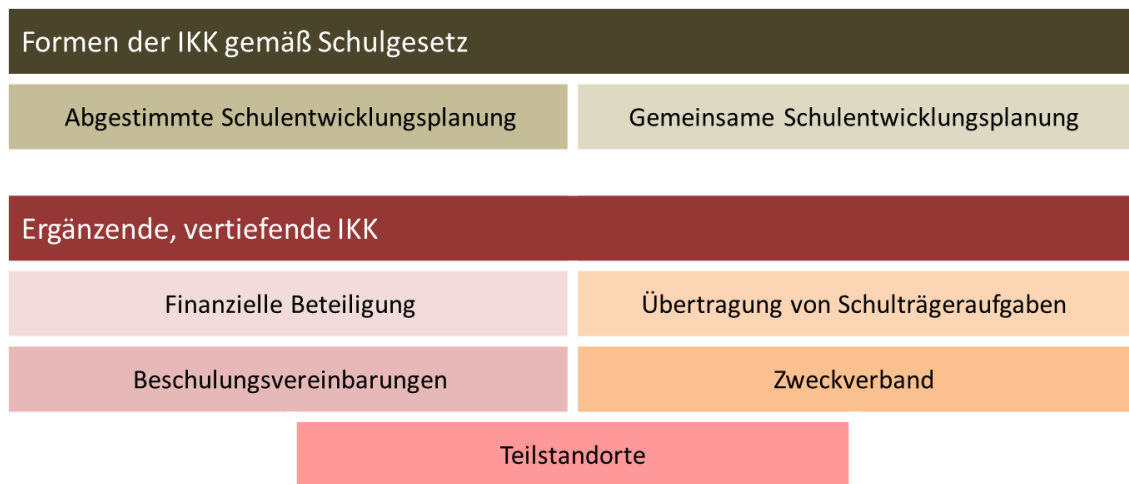 Formen der IKK gemäß Schulgesetz
Abgestimmte Schulentwicklungsplanung
Gemeinsame Schulentwicklungsplanung
Ergänzende, vertiefende IKK
Finanzielle Beteiligung
Übertragung von Schulträgeraufgaben
Beschulungsvereinbarungen
Zweckverband
Teilstandorte